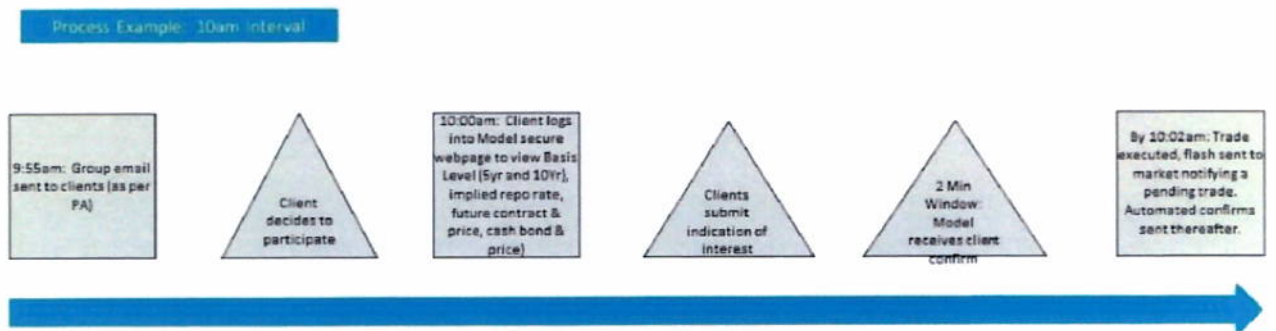 Process Example: 10am Interval
9:55am: Group email
sent to clients (as per
PA)
Client
decides to
participate
10:00am: Client logs
into Model secure
webpage to view Basis
Level (5yr and 10Yr),
implied repo rate,
future contract &
price, cash bond &
price)
Clients
submit
indication of
interest
2 Min
Window:
Model
receives client
confirm
By 10:02am: Trade
executed, flash sent to
market notifying a
pending trade.
Automated confirms
sent thereafter.